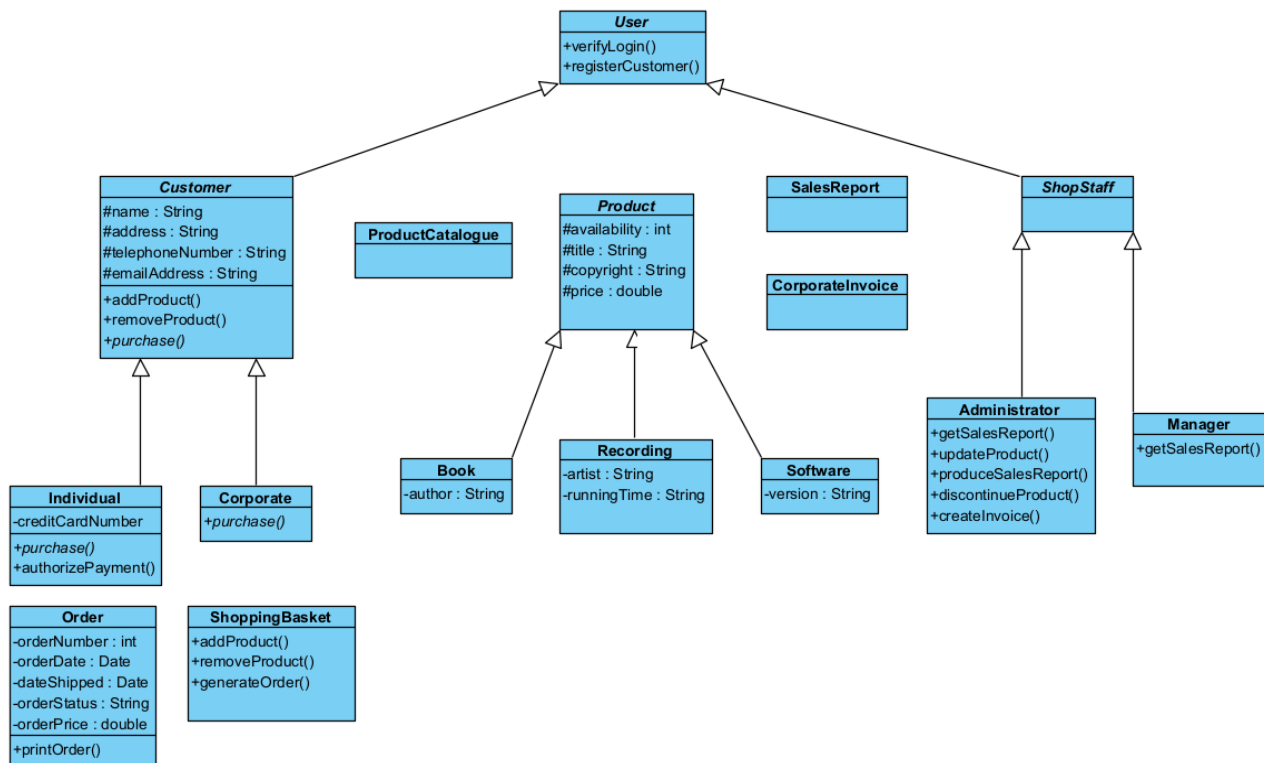 User
+verifyLogin()
+registerCustomer()
Customer
#name : String
#address : String
#telephoneNumber : String
#emailAddress : String
+addProduct()
+removeProduct()
+purchase()
ProductCatalogue
Product
#availability : int
#title : String
#copyright : String
#price : double
SalesReport
CorporateInvoice
ShopStaff
Individual
-creditCardNumber
+purchase()
+authorizePayment()
Corporate
+purchase()
Book
-author : String
Recording
-artist : String
-runningTime : String
Software
-version : String
Administrator
+getSalesReport()
+updateProduct()
+produceSalesReport()
+discontinueProduct()
+createInvoice()
Manager
+getSalesReport()
Order
-orderNumber : int
-orderDate : Date
-dateShipped : Date
-orderStatus : String
-orderPrice : double
+printOrder()
ShoppingBasket
+addProduct()
+removeProduct()
+generateOrder()